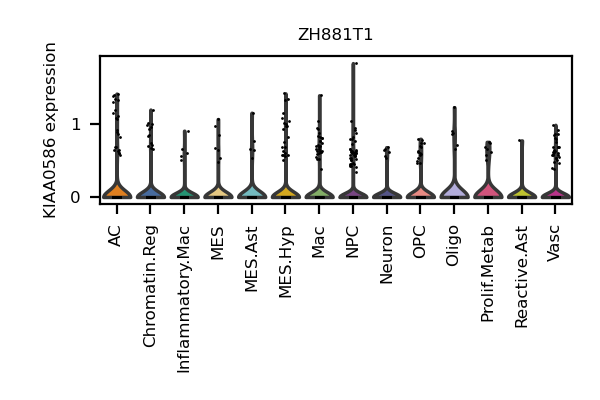 ZH881T1
KIAA0586 expression
1
0
AC
Chromatin.Reg
Inflammatory.Mac
MES
MES.Ast
MES.Hyp
Mac
NPC
Neuron
OPC
Oligo
Prolif.Metab
Reactive.Ast
Vasc